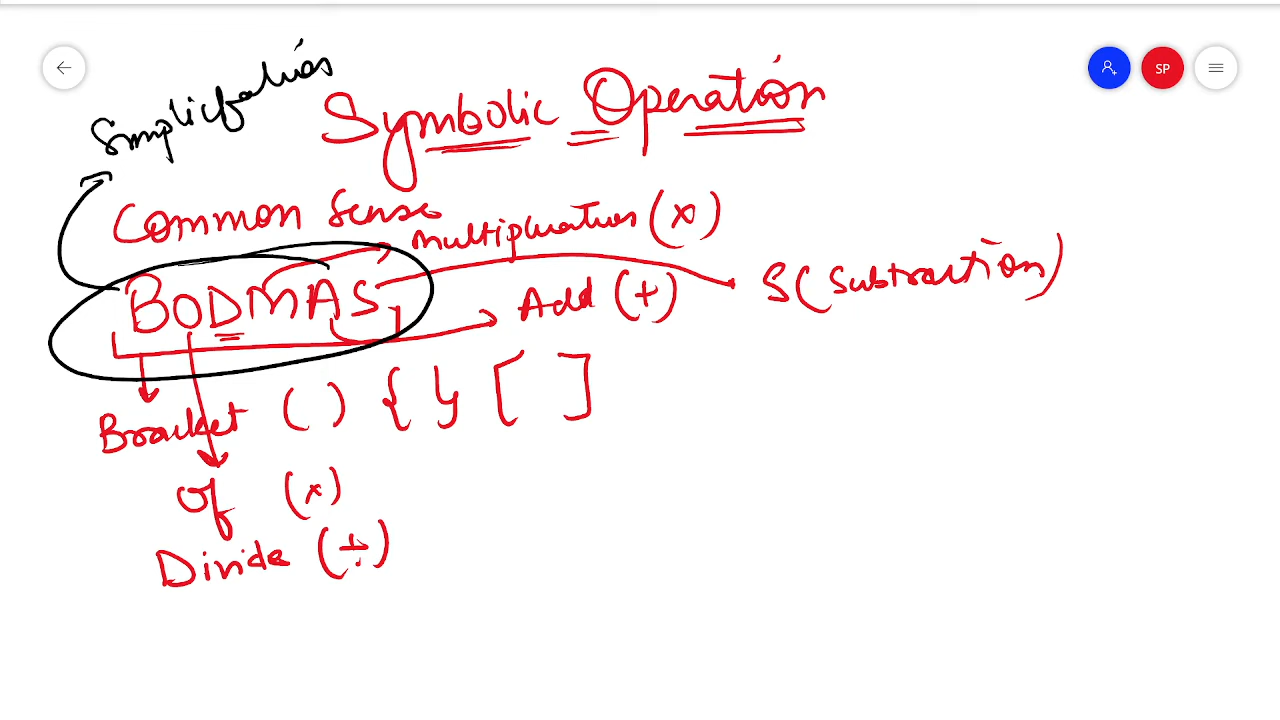 Simplification
Symbolic Operation
SP
Common Sense
multiplication (×)
BODMAS
Add (+)
S (Subtraction)
Bracket ( ) { } [ ]
Of (×)
Divide (÷)